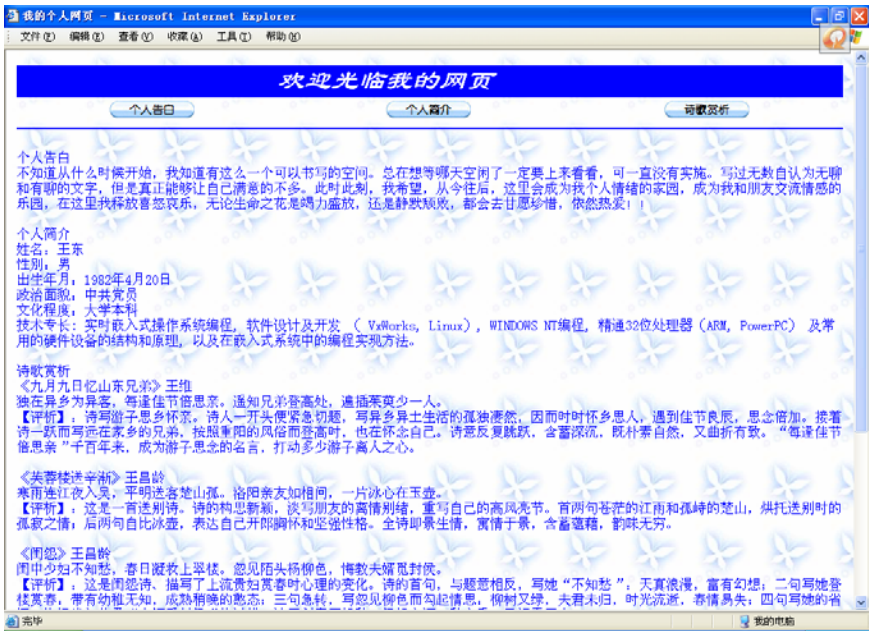 我的个人网页 - Microsoft Internet Explorer
文件(F) 编辑(E) 查看(V) 收藏(A) 工具(T) 帮助(H)
欢迎光临我的网页
个人告白 个人简介 诗歌赏析
个人告白
不知道从什么时候开始，我知道有这么一个可以书写的空间。总在想等哪天空闲了一定要上来看看，可一直没有实施。写过无数自认为无聊
和有聊的文字，但是真正能够让自己满意的不多。此时此刻，我希望，从今往后，这里会成为我个人情绪的家园，成为我和朋友交流情感的
乐园，在这里我释放喜怒哀乐，无论生命之花是竭力盛放，还是静默颓败，都会去甘愿珍惜，依然热爱！！
个人简介
姓名：王东
性别：男
出生年月：1982年4月20日
政治面貌：中共党员
文化程度：大学本科
技术专长：实时嵌入式操作系统编程，软件设计及开发 （ VxWorks, Linux），WINDOWS NT编程，精通32位处理器（ARM, PowerPC） 及常
用的硬件设备的结构和原理，以及在嵌入式系统中的编程实现方法。
诗歌赏析
《九月九日忆山东兄弟》王维
独在异乡为异客，每逢佳节倍思亲。遥知兄弟登高处，遍插茱萸少一人。
【评析】：诗写游子思乡怀亲。诗人一开头便紧急切题，写异乡异土生活的孤独凄然，因而时时怀乡思人，遇到佳节良辰，思念倍加。接着
诗一跃而写远在家乡的兄弟，按照重阳的风俗而登高时，也在怀念自己。诗意反复跳跃，含蓄深沉，既朴素自然，又曲折有致。“每逢佳节
倍思亲”千百年来，成为游子思念的名言，打动多少游子离人之心。
《芙蓉楼送辛渐》王昌龄
寒雨连江夜入吴，平明送客楚山孤。洛阳亲友如相问，一片冰心在玉壶。
【评析】：这是一首送别诗。诗的构思新颖，淡写朋友的离情别绪，重写自己的高风亮节。首两句苍茫的江雨和孤峙的楚山，烘托送别时的
孤寂之情；后两句自比冰壶，表达自己开郎胸怀和坚强性格。全诗即景生情，寓情于景，含蓄蕴藉，韵味无穷。
《闺怨》王昌龄
闺中少妇不知愁，春日凝妆上翠楼。忽见陌头杨柳色，悔教夫婿觅封侯。
【评析】：这是闺怨诗、描写了上流贵妇赏春时心理的变化。诗的首句，与题意相反，写她“不知愁”：天真浪漫，富有幻想；二句写她登
楼赏春，带有幼稚无知，成熟稍晚的憨态；三句急转，写忽见柳色而勾起情思，柳树又绿，夫君未归，时光流逝，春情易失；四句写她的省
完毕 我的电脑